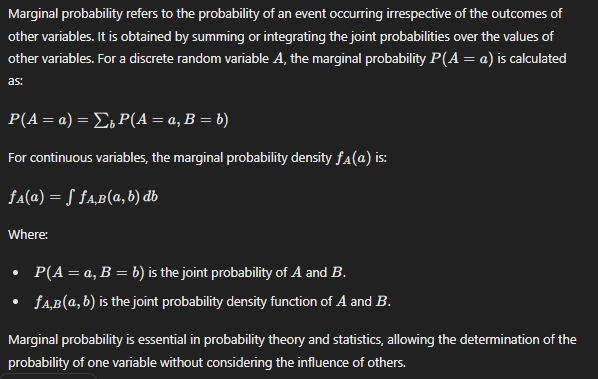 Marginal probability refers to the probability of an event occurring irrespective of the outcomes of
other variables. It is obtained by summing or integrating the joint probabilities over the values of
other variables. For a discrete random variable A, the marginal probability P(A = a) is calculated
as:
P(A = a) = ∑_b P(A = a, B = b)
For continuous variables, the marginal probability density f_A(a) is:
f_A(a) = ∫ f_{A,B}(a, b) db
Where:
• P(A = a, B = b) is the joint probability of A and B.
• f_{A,B}(a, b) is the joint probability density function of A and B.
Marginal probability is essential in probability theory and statistics, allowing the determination of the
probability of one variable without considering the influence of others.